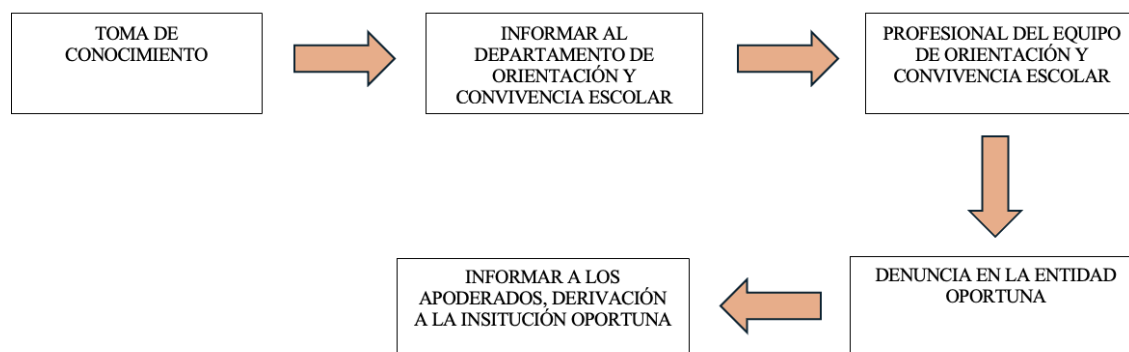 TOMA DE
CONOCIMIENTO
INFORMAR AL
DEPARTAMENTO DE
ORIENTACIÓN Y
CONVIVENCIA ESCOLAR
PROFESIONAL DEL EQUIPO
DE ORIENTACIÓN Y
CONVIVENCIA ESCOLAR
DENUNCIA EN LA ENTIDAD
OPORTUNA
INFORMAR A LOS
APODERADOS, DERIVACIÓN
A LA INSITUCIÓN OPORTUNA